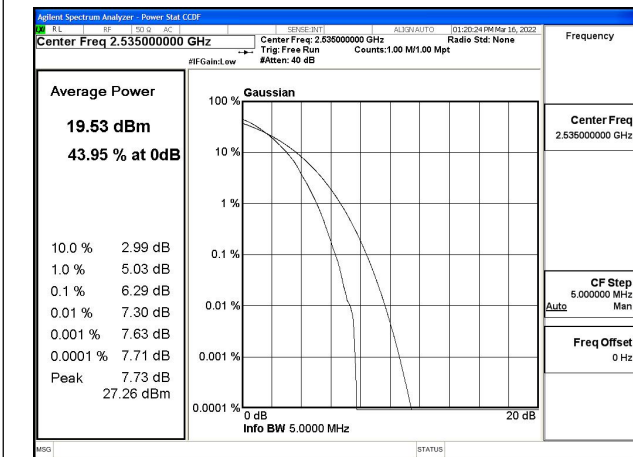 Agilent Spectrum Analyzer - Power Stat CCDF
RL RF 50 Ω AC SENSE:INT ALIGN AUTO 01:20:24 PM Mar 16, 2022
Center Freq 2.535000000 GHz
Center Freq: 2.535000000 GHz Radio Std: None
Trig: Free Run Counts:1.00 M/1.00 Mpt
#IFGain:Low #Atten: 40 dB
Frequency
Average Power
19.53 dBm
43.95 % at 0dB
10.0 % 2.99 dB
1.0 % 5.03 dB
0.1 % 6.29 dB
0.01 % 7.30 dB
0.001 % 7.63 dB
0.0001 % 7.71 dB
Peak 7.73 dB
27.26 dBm
Gaussian
100 %
10 %
1 %
0.1 %
0.01 %
0.001 %
0.0001 %
0 dB 20 dB
Info BW 5.0000 MHz
Center Freq
2.535000000 GHz
CF Step
5.000000 MHz
Auto Man
Freq Offset
0 Hz
MSG STATUS